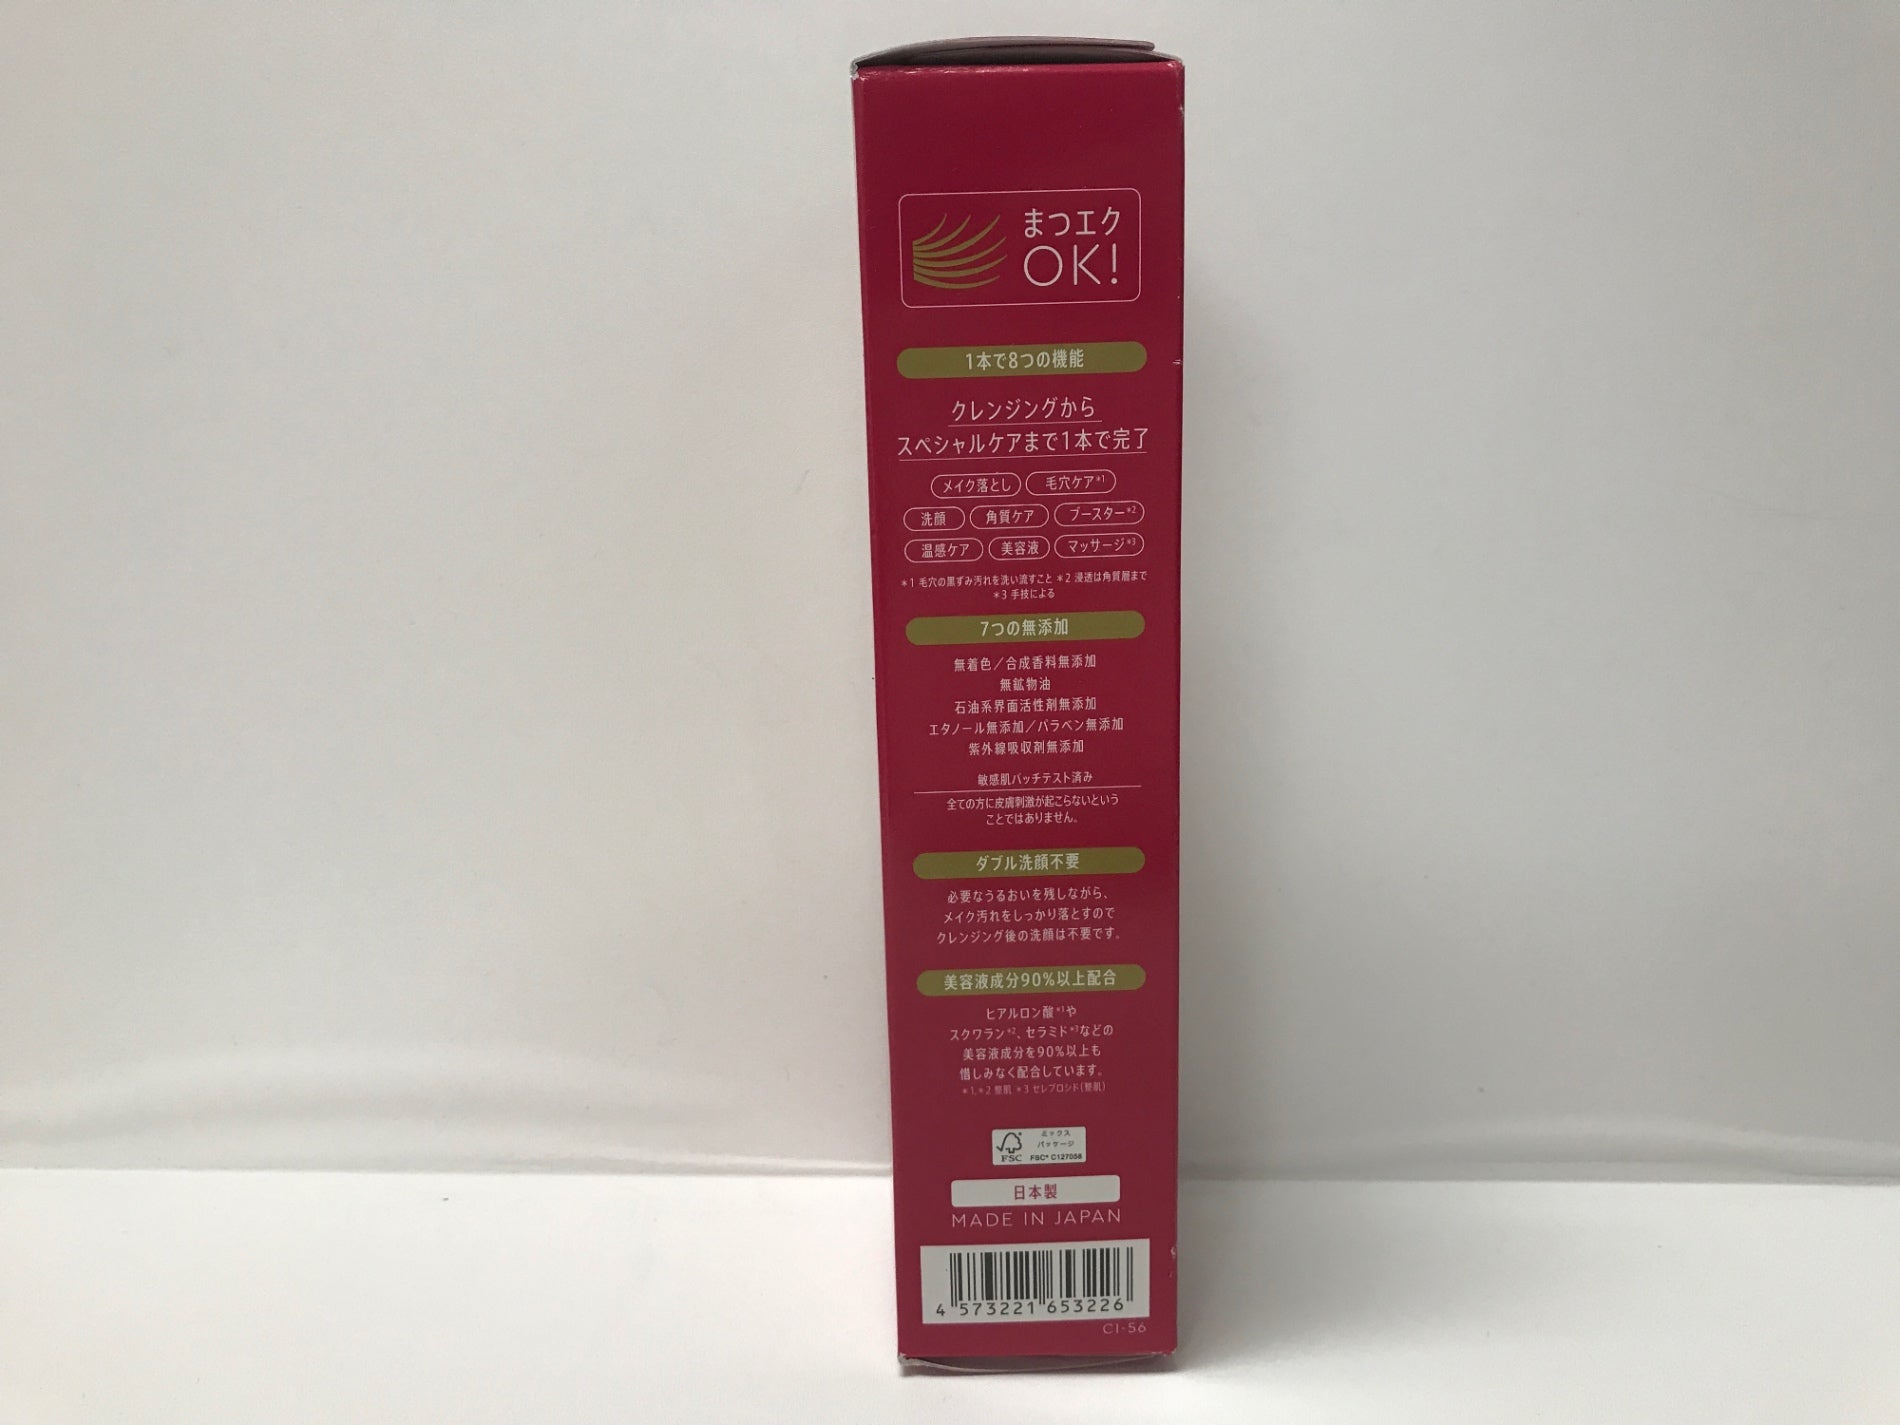 まつエク
OK!
1本で8つの機能
クレンジングから
スペシャルケアまで1本で完了
メイク落とし 毛穴ケア*1
洗顔 角質ケア ブースター*2
温感ケア 美容液 マッサージ*3
*1 毛穴の黒ずみ汚れを洗い流すこと *2 浸透は角質層まで
*3 手技による
7つの無添加
無着色/合成香料無添加
無鉱物油
石油系界面活性剤無添加
エタノール無添加/パラベン無添加
紫外線吸収剤無添加
敏感肌パッチテスト済み
全ての方に皮膚刺激が起こらないという
ことではありません。
ダブル洗顔不要
必要なうるおいを残しながら、
メイク汚れをしっかり落とすので
クレンジング後の洗顔は不要です。
美容液成分90%以上配合
ヒアルロン酸*1や
スクワラン*2、セラミド*3などの
美容液成分を90%以上も
惜しみなく配合しています。
*1,*2 整肌 *3 セレブロシド(整肌)
ミックス
パッケージ
FSC FSC® C127058
日本製
MADE IN JAPAN
4 573221 653226
CI-56